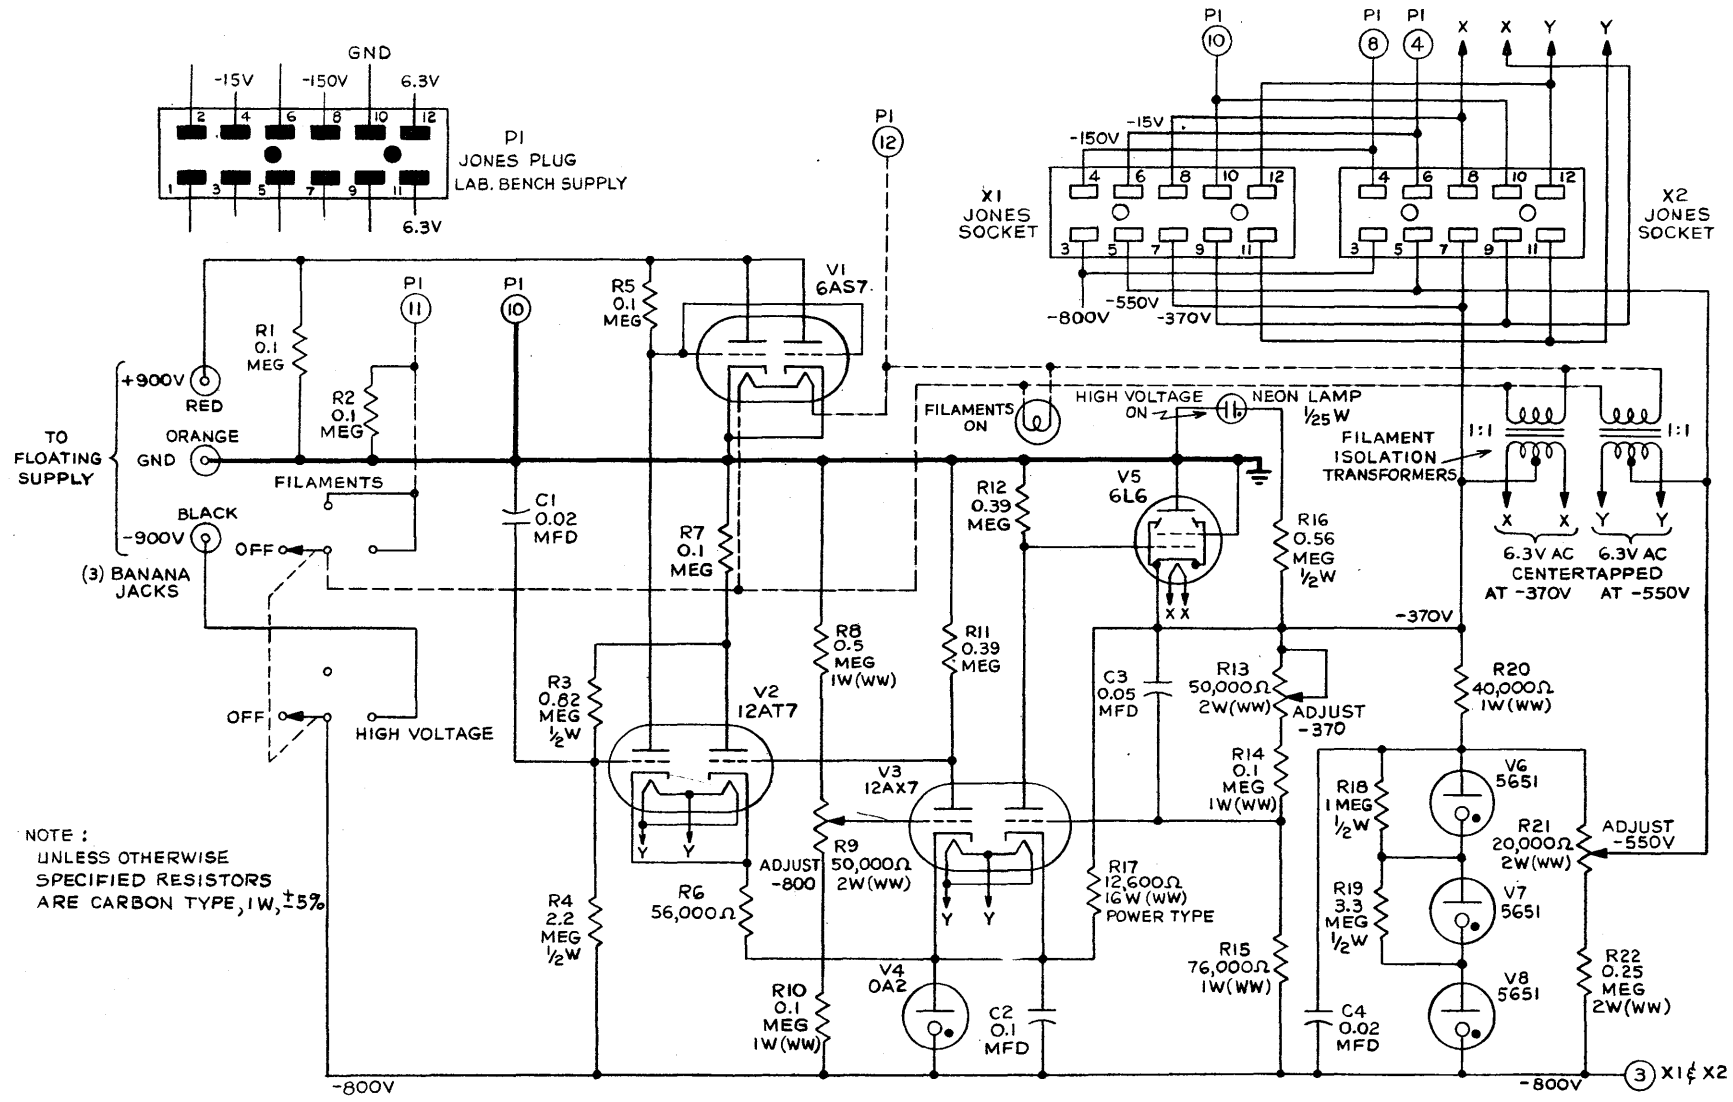 GND
-15V
-150V
6.3V
2
4
6
8
10
12
1
3
5
7
9
11
6.3V
P1
JONES PLUG
LAB. BENCH SUPPLY
P1
12
P1
10
P1
8
P1
4
X
X
Y
Y
-15V
-150V
4
6
8
10
12
3
5
7
9
11
X1
JONES
SOCKET
4
6
8
10
12
3
5
7
9
11
X2
JONES
SOCKET
-550V
-800V
-370V
P1
11
P1
10
R1
0.1
MEG
R2
0.1
MEG
R5
0.1
MEG
V1
6AS7
TO
FLOATING
SUPPLY
+900V
RED
ORANGE
GND
BLACK
-900V
(3) BANANA
JACKS
FILAMENTS
OFF
OFF
HIGH VOLTAGE
C1
0.02
MFD
R7
0.1
MEG
FILAMENTS
ON
HIGH VOLTAGE
ON
NEON LAMP
1/25 W
FILAMENT
ISOLATION
TRANSFORMERS
1:1
1:1
X
X
Y
Y
6.3V AC
6.3V AC
CENTERTAPPED
AT -370V
AT -550V
R12
0.39
MEG
V5
6L6
X X
R16
0.56
MEG
1/2W
-370V
R8
0.5
MEG
1W(WW)
R11
0.39
MEG
R3
0.82
MEG
1/2W
V2
12AT7
Y
Y
C3
0.05
MFD
R13
50,000Ω
2W(WW)
ADJUST
-370
R20
40,000Ω
1W(WW)
R14
0.1
MEG
1W(WW)
V3
12AX7
Y
Y
R9
50,000Ω
2W(WW)
ADJUST
-800
R18
1 MEG
1/2W
V6
5651
R21
20,000Ω
2W(WW)
ADJUST
-550V
NOTE :
UNLESS OTHERWISE
SPECIFIED RESISTORS
ARE CARBON TYPE, 1W, ±5%
R4
2.2
MEG
1/2W
R6
56,000Ω
R17
12,600Ω
16W (WW)
POWER TYPE
R19
3.3
MEG
1/2W
V7
5651
R15
76,000Ω
1W(WW)
R22
0.25
MEG
2W(WW)
V4
OA2
V8
5651
R10
0.1
MEG
1W(WW)
C2
0.1
MFD
C4
0.02
MFD
-800V
-800V
3
X1 & X2